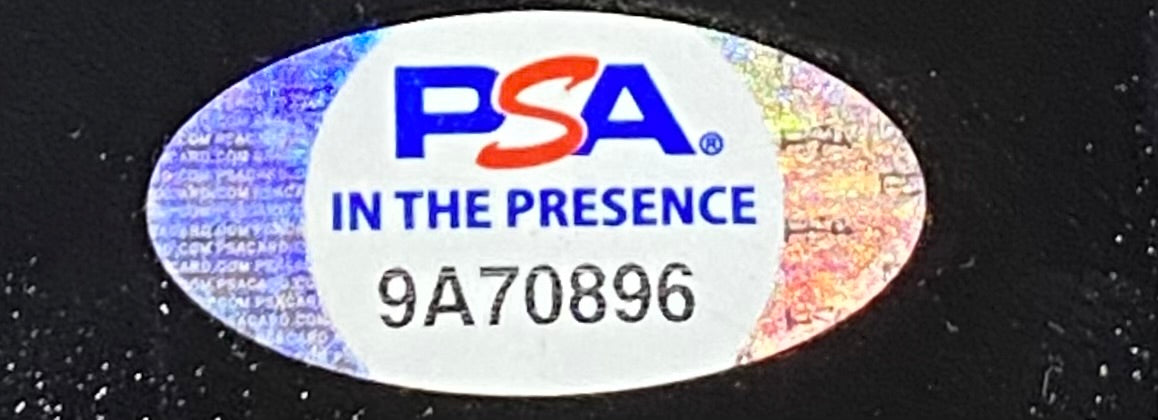 PSA®
IN THE PRESENCE
9A70896